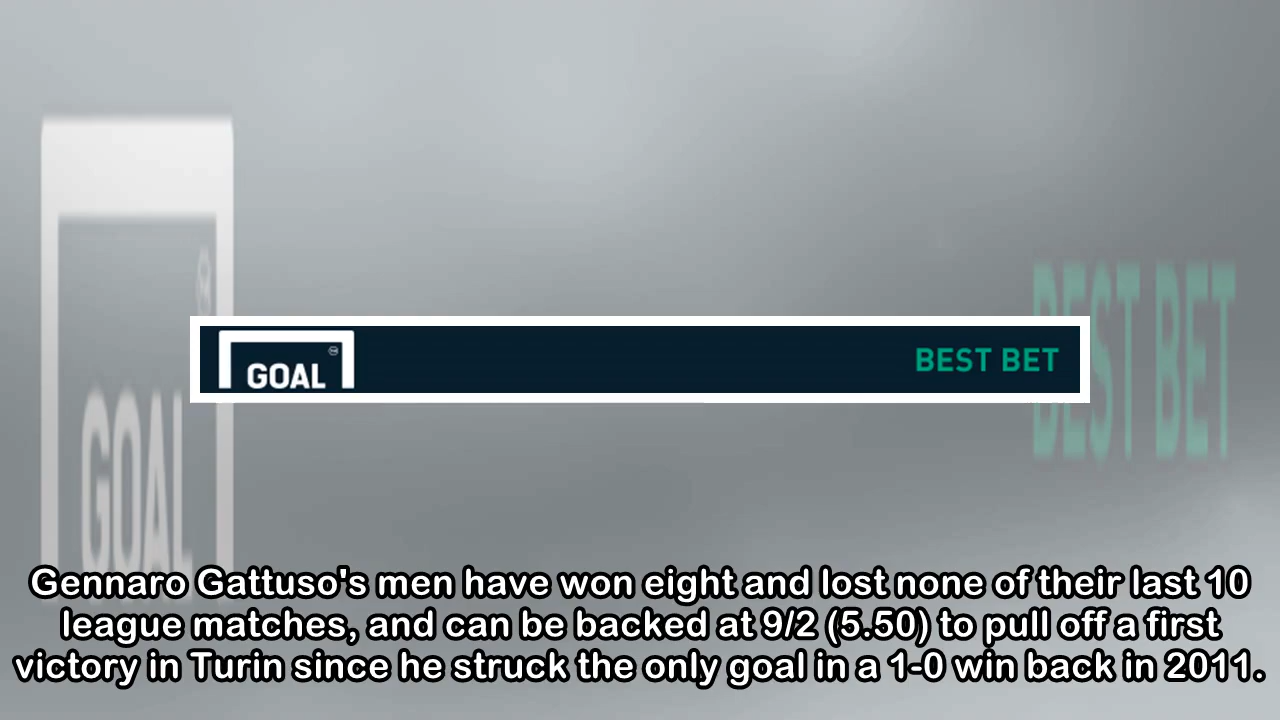 GOAL
BEST BET
GOAL
TM
BEST BET
Gennaro Gattuso's men have won eight and lost none of their last 10
league matches, and can be backed at 9/2 (5.50) to pull off a first
victory in Turin since he struck the only goal in a 1-0 win back in 2011.